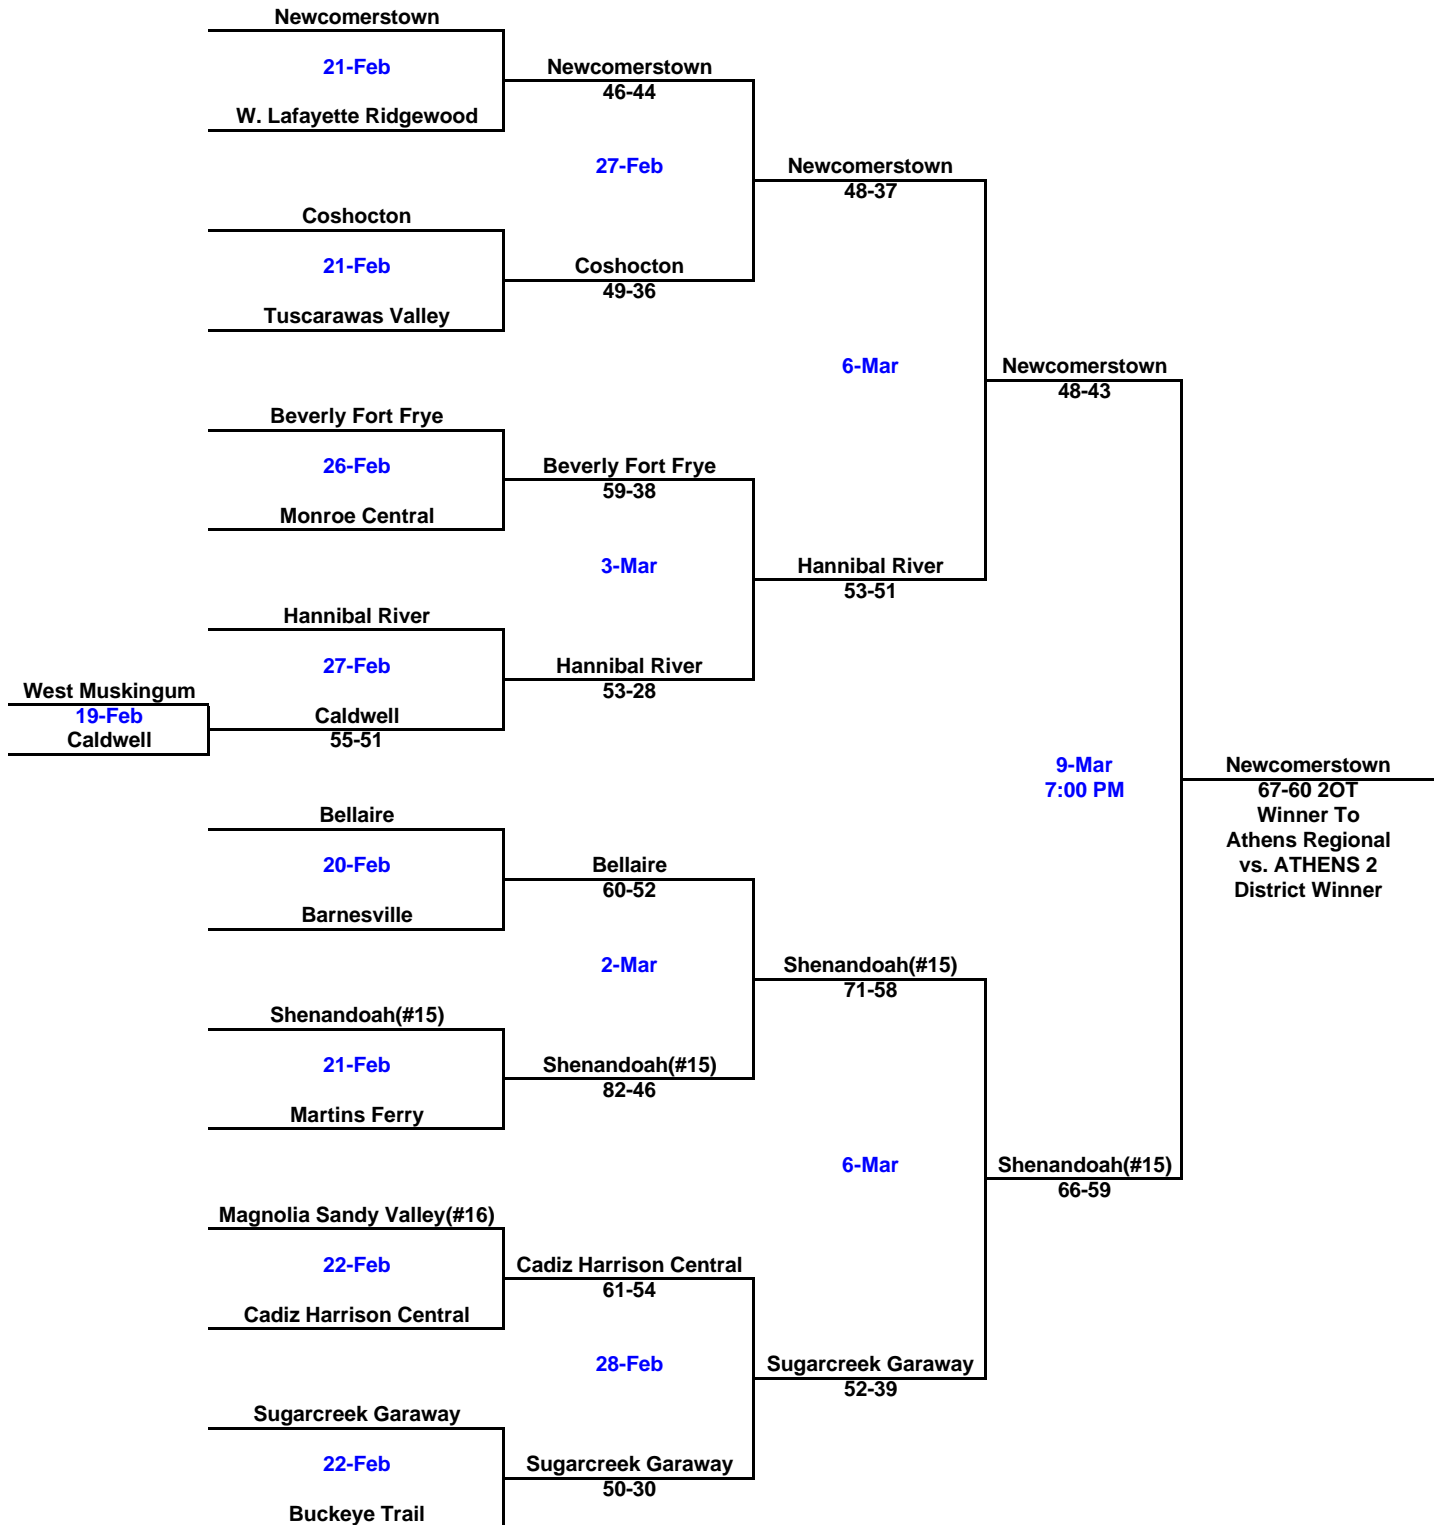 Newcomerstown
21-Feb
Newcomerstown
46-44
W. Lafayette Ridgewood
27-Feb
Newcomerstown
48-37
Coshocton
21-Feb
Coshocton
49-36
Tuscarawas Valley
6-Mar
Newcomerstown
48-43
Beverly Fort Frye
26-Feb
Beverly Fort Frye
59-38
Monroe Central
3-Mar
Hannibal River
53-51
Hannibal River
27-Feb
Hannibal River
53-28
West Muskingum
19-Feb
Caldwell
Caldwell
55-51
9-Mar
7:00 PM
Newcomerstown
67-60 2OT
Winner To
Athens Regional
vs. ATHENS 2
District Winner
Bellaire
20-Feb
Bellaire
60-52
Barnesville
2-Mar
Shenandoah(#15)
71-58
Shenandoah(#15)
21-Feb
Shenandoah(#15)
82-46
Martins Ferry
6-Mar
Shenandoah(#15)
66-59
Magnolia Sandy Valley(#16)
22-Feb
Cadiz Harrison Central
61-54
Cadiz Harrison Central
28-Feb
Sugarcreek Garaway
52-39
Sugarcreek Garaway
22-Feb
Sugarcreek Garaway
50-30
Buckeye Trail